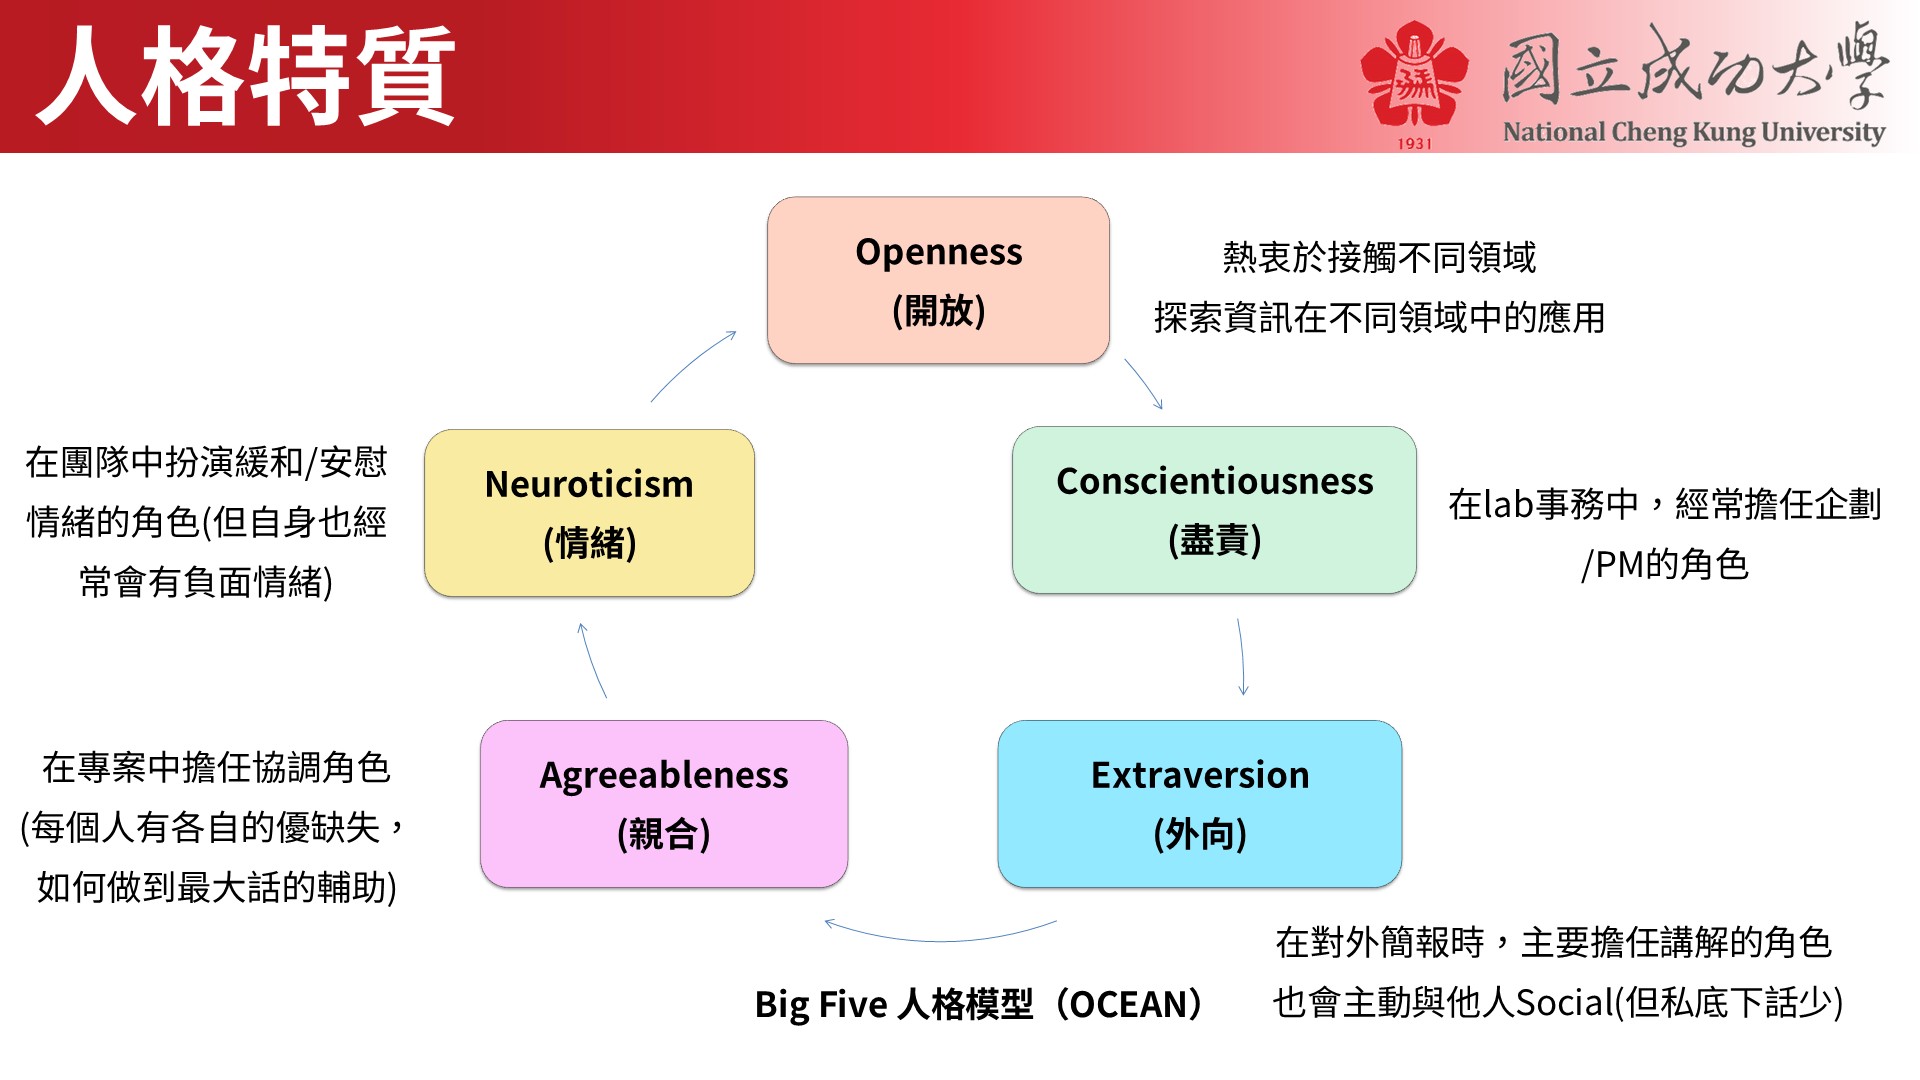 人格特質
1931
國立成功大學
National Cheng Kung University
Openness
(開放)
熱衷於接觸不同領域
探索資訊在不同領域中的應用
在團隊中扮演緩和/安慰
情緒的角色(但自身也經
常會有負面情緒)
Neuroticism
(情緒)
Conscientiousness
(盡責)
在lab事務中，經常擔任企劃
/PM的角色
在專案中擔任協調角色
(每個人有各自的優缺失，
如何做到最大話的輔助)
Agreeableness
(親合)
Extraversion
(外向)
在對外簡報時，主要擔任講解的角色
也會主動與他人Social(但私底下話少)
Big Five 人格模型（OCEAN）